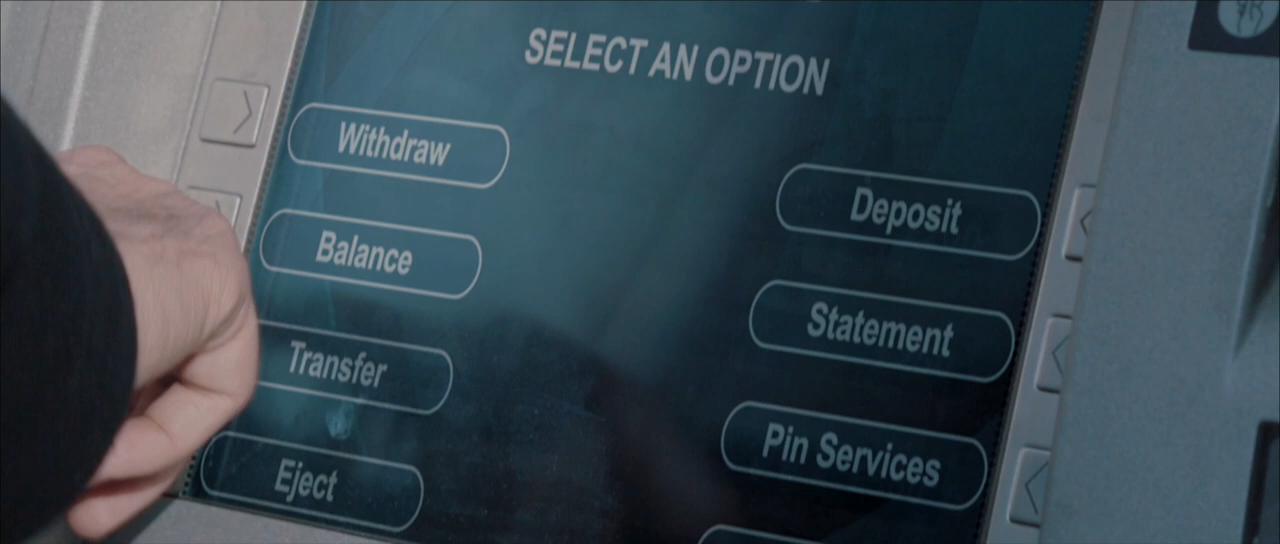 SELECT AN OPTION
Withdraw
Deposit
Balance
Statement
Transfer
Pin Services
Eject